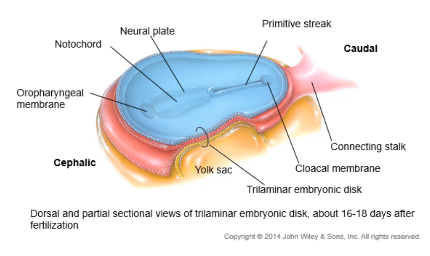 Primitive streak
Neural plate
Notochord
Caudal
Oropharyngeal
membrane
Connecting stalk
Cephalic
Yolk sac
Cloacal membrane
Trilaminar embryonic disk
Dorsal and partial sectional views of trilaminar embryonic disk, about 16-18 days after
fertilization
Copyright © 2014 John Wiley & Sons, Inc. All rights reserved.